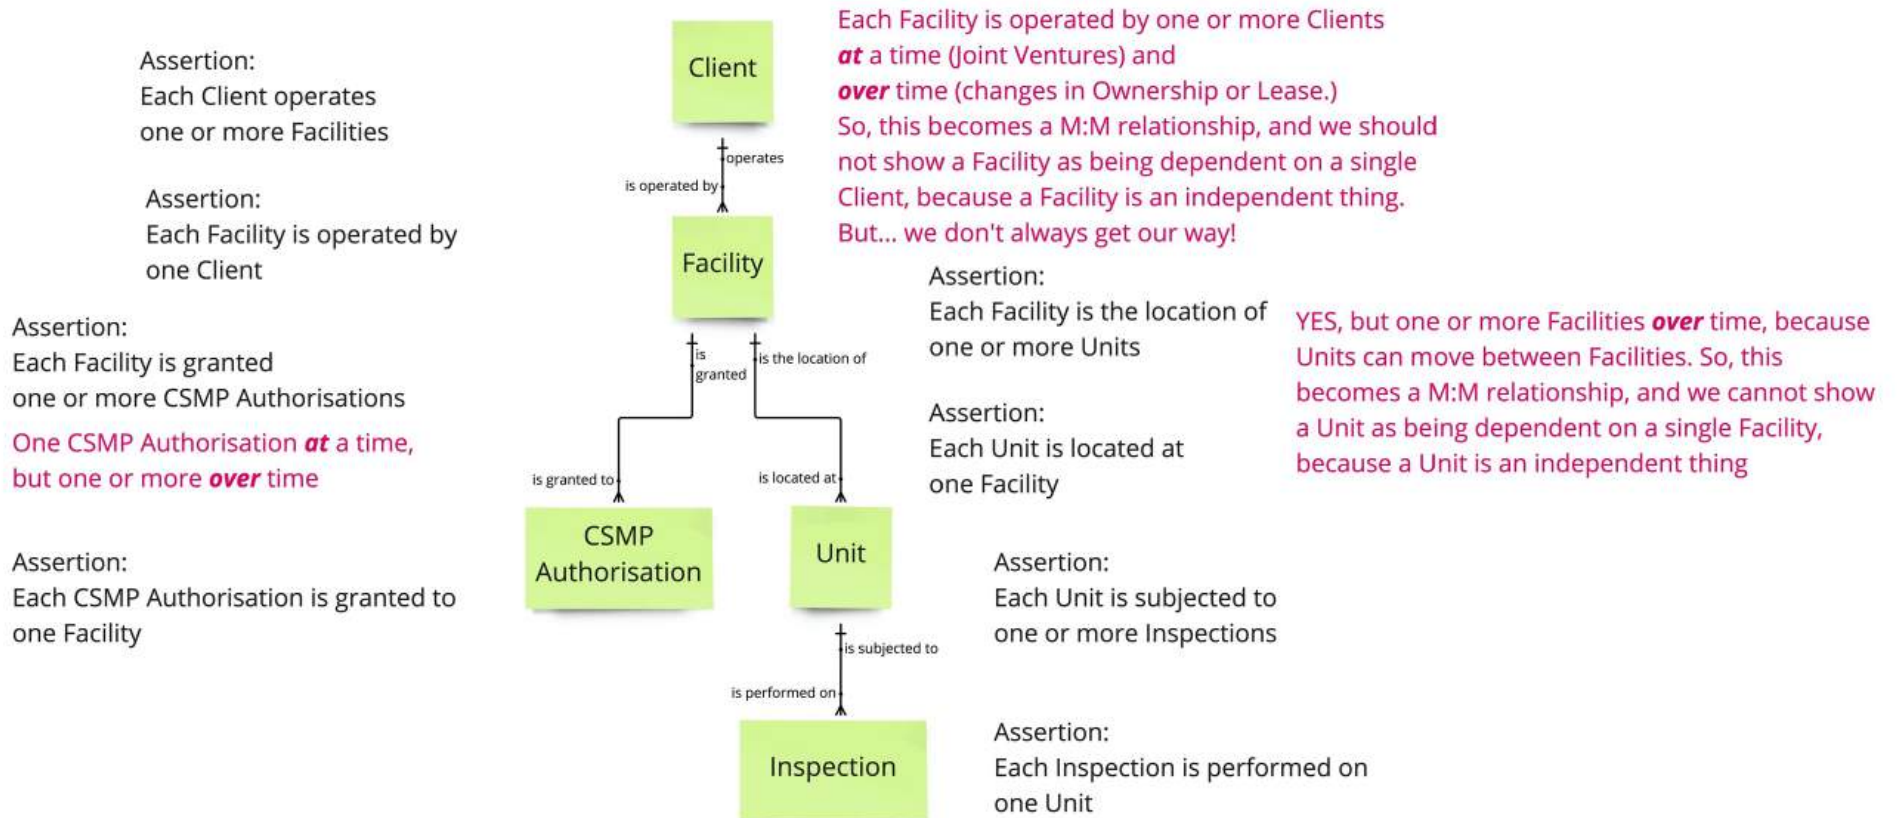 Client
Each Facility is operated by one or more Clients
at a time (Joint Ventures) and
over time (changes in Ownership or Lease.)
So, this becomes a M:M relationship, and we should
not show a Facility as being dependent on a single
Client, because a Facility is an independent thing.
But... we don't always get our way!
Assertion:
Each Client operates
one or more Facilities
operates
is operated by
Assertion:
Each Facility is operated by
one Client
Facility
Assertion:
Each Facility is the location of
one or more Units
YES, but one or more Facilities over time, because
Units can move between Facilities. So, this
becomes a M:M relationship, and we cannot show
a Unit as being dependent on a single Facility,
because a Unit is an independent thing
Assertion:
Each Facility is granted
one or more CSMP Authorisations
One CSMP Authorisation at a time,
but one or more over time
is
granted
is the location of
Assertion:
Each Unit is located at
one Facility
is granted to
is located at
CSMP
Authorisation
Unit
Assertion:
Each CSMP Authorisation is granted to
one Facility
Assertion:
Each Unit is subjected to
one or more Inspections
is subjected to
is performed on
Inspection
Assertion:
Each Inspection is performed on
one Unit